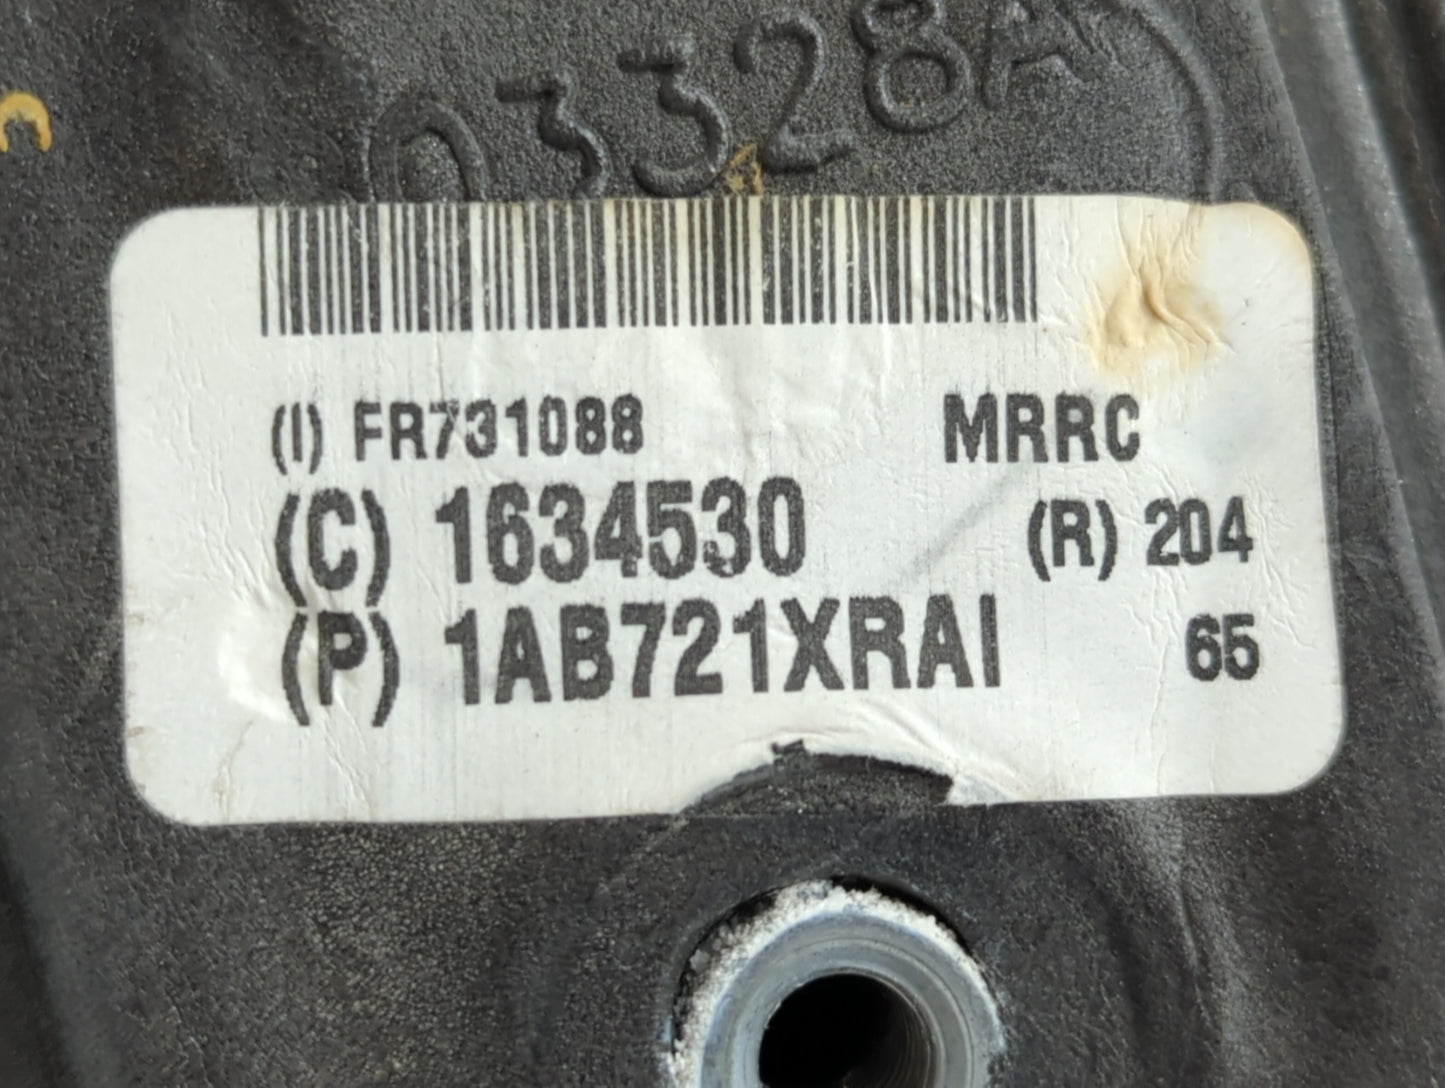 03328A
(I) FR731088 MRRC
(C) 1634530 (R) 204
(P) 1AB721XRAI 65